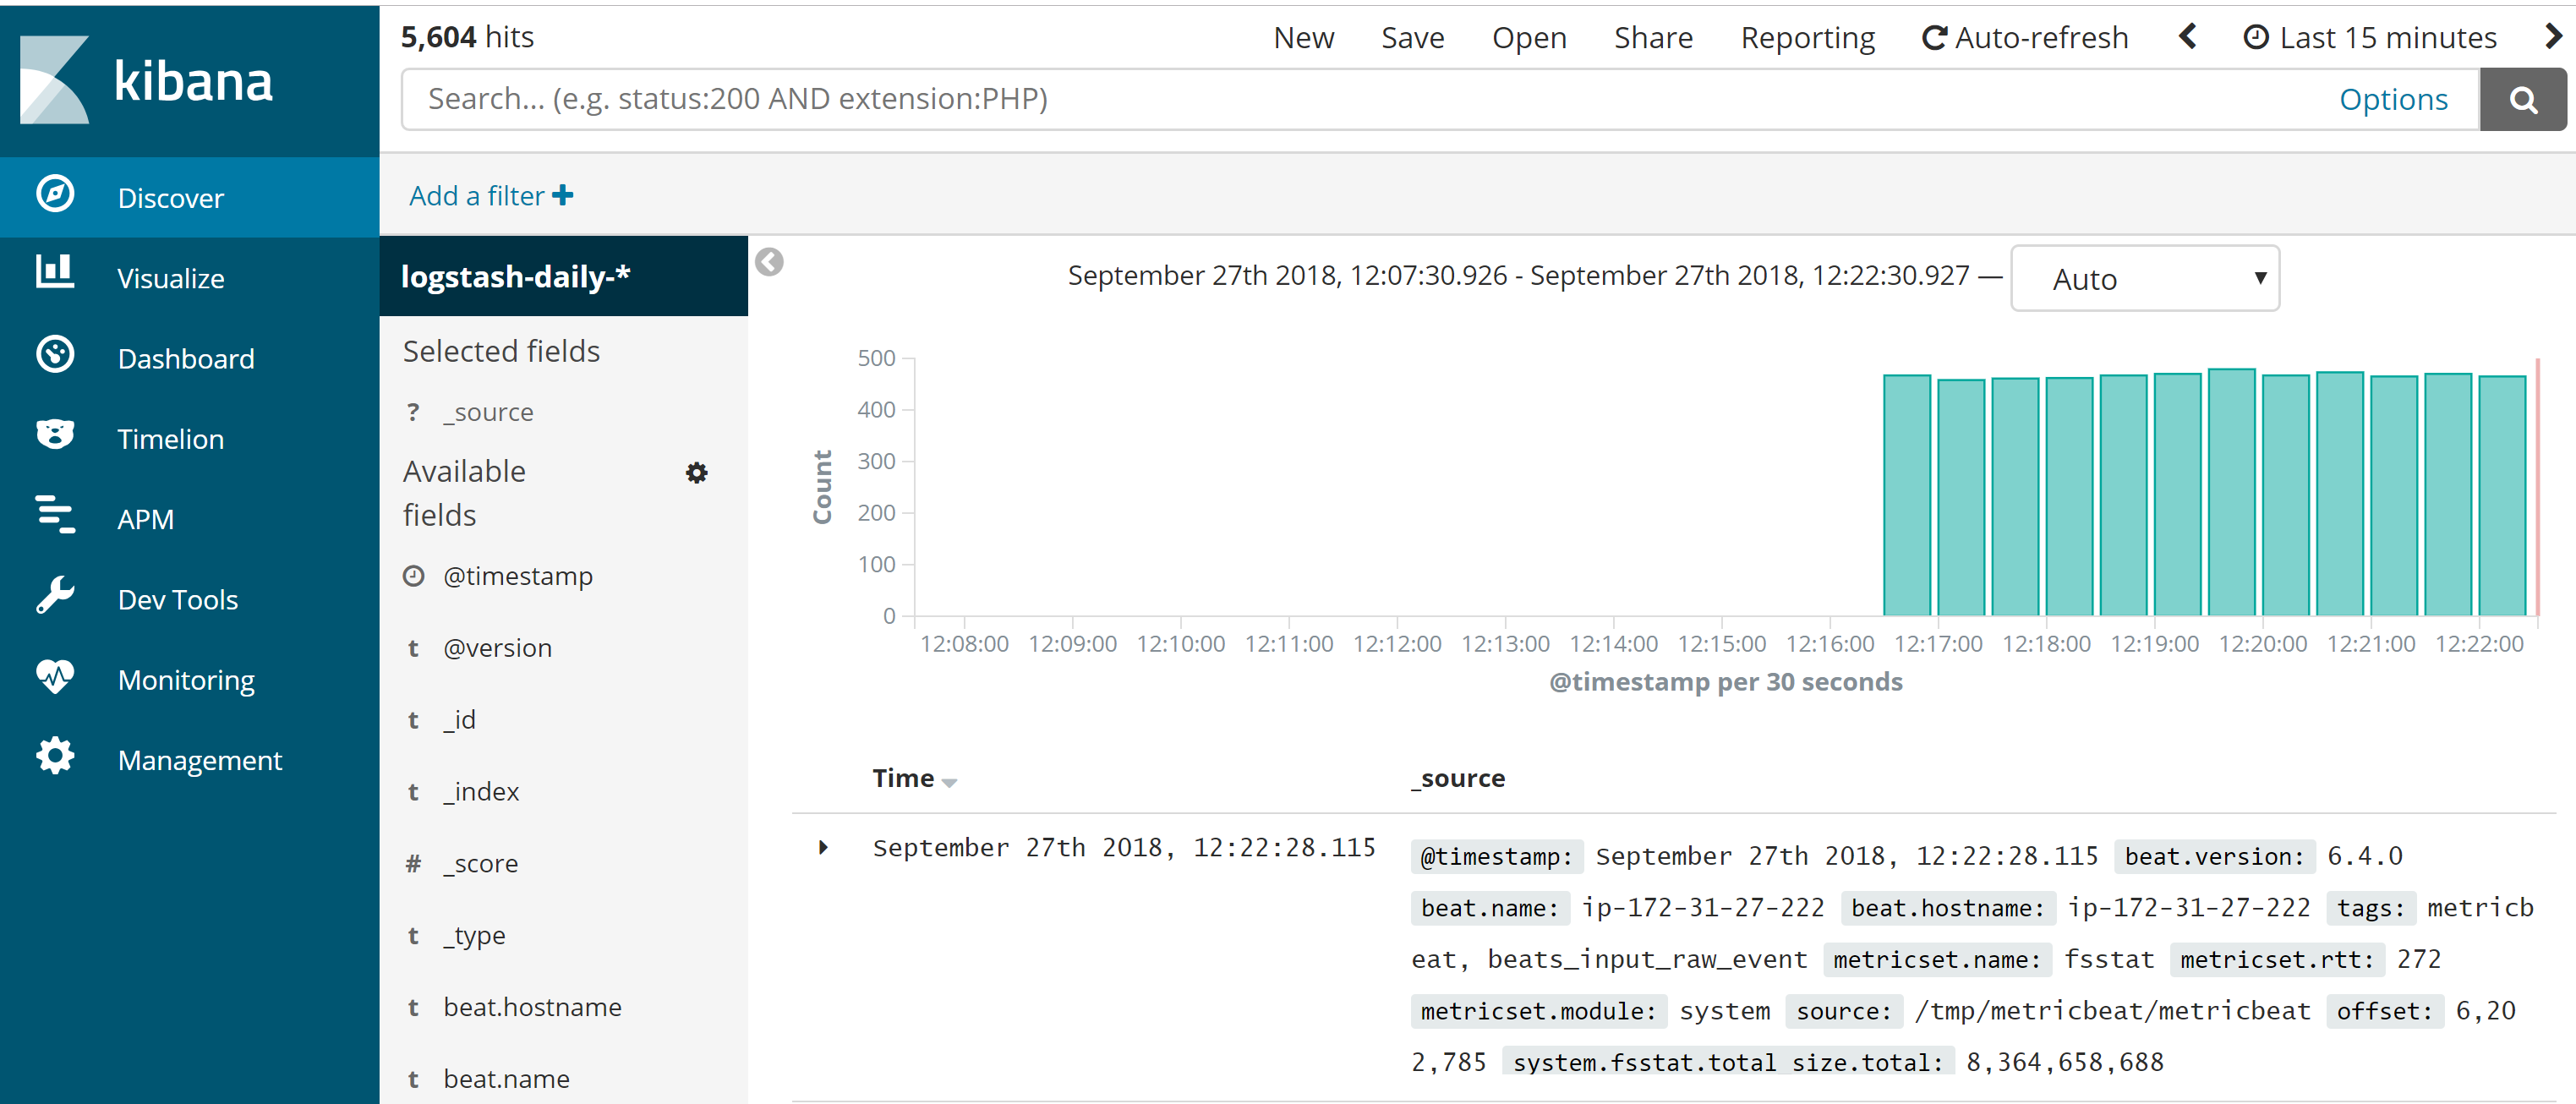 kibana
Discover
Visualize
Dashboard
Timelion
APM
Dev Tools
Monitoring
Management
5,604 hits
New Save Open Share Reporting Auto-refresh Last 15 minutes
Search... (e.g. status:200 AND extension:PHP) Options
Add a filter
logstash-daily-*
Selected fields
? _source
Available
fields
@timestamp
t @version
t _id
t _index
# _score
t _type
t beat.hostname
t beat.name
September 27th 2018, 12:07:30.926 - September 27th 2018, 12:22:30.927 — Auto
Count
500
400
300
200
100
0
12:08:00 12:09:00 12:10:00 12:11:00 12:12:00 12:13:00 12:14:00 12:15:00 12:16:00 12:17:00 12:18:00 12:19:00 12:20:00 12:21:00 12:22:00
@timestamp per 30 seconds
Time _source
September 27th 2018, 12:22:28.115 @timestamp: September 27th 2018, 12:22:28.115 beat.version: 6.4.0
beat.name: ip-172-31-27-222 beat.hostname: ip-172-31-27-222 tags: metricb
eat, beats_input_raw_event metricset.name: fsstat metricset.rtt: 272
metricset.module: system source: /tmp/metricbeat/metricbeat offset: 6,20
2,785 system.fsstat.total_size.total: 8,364,658,688